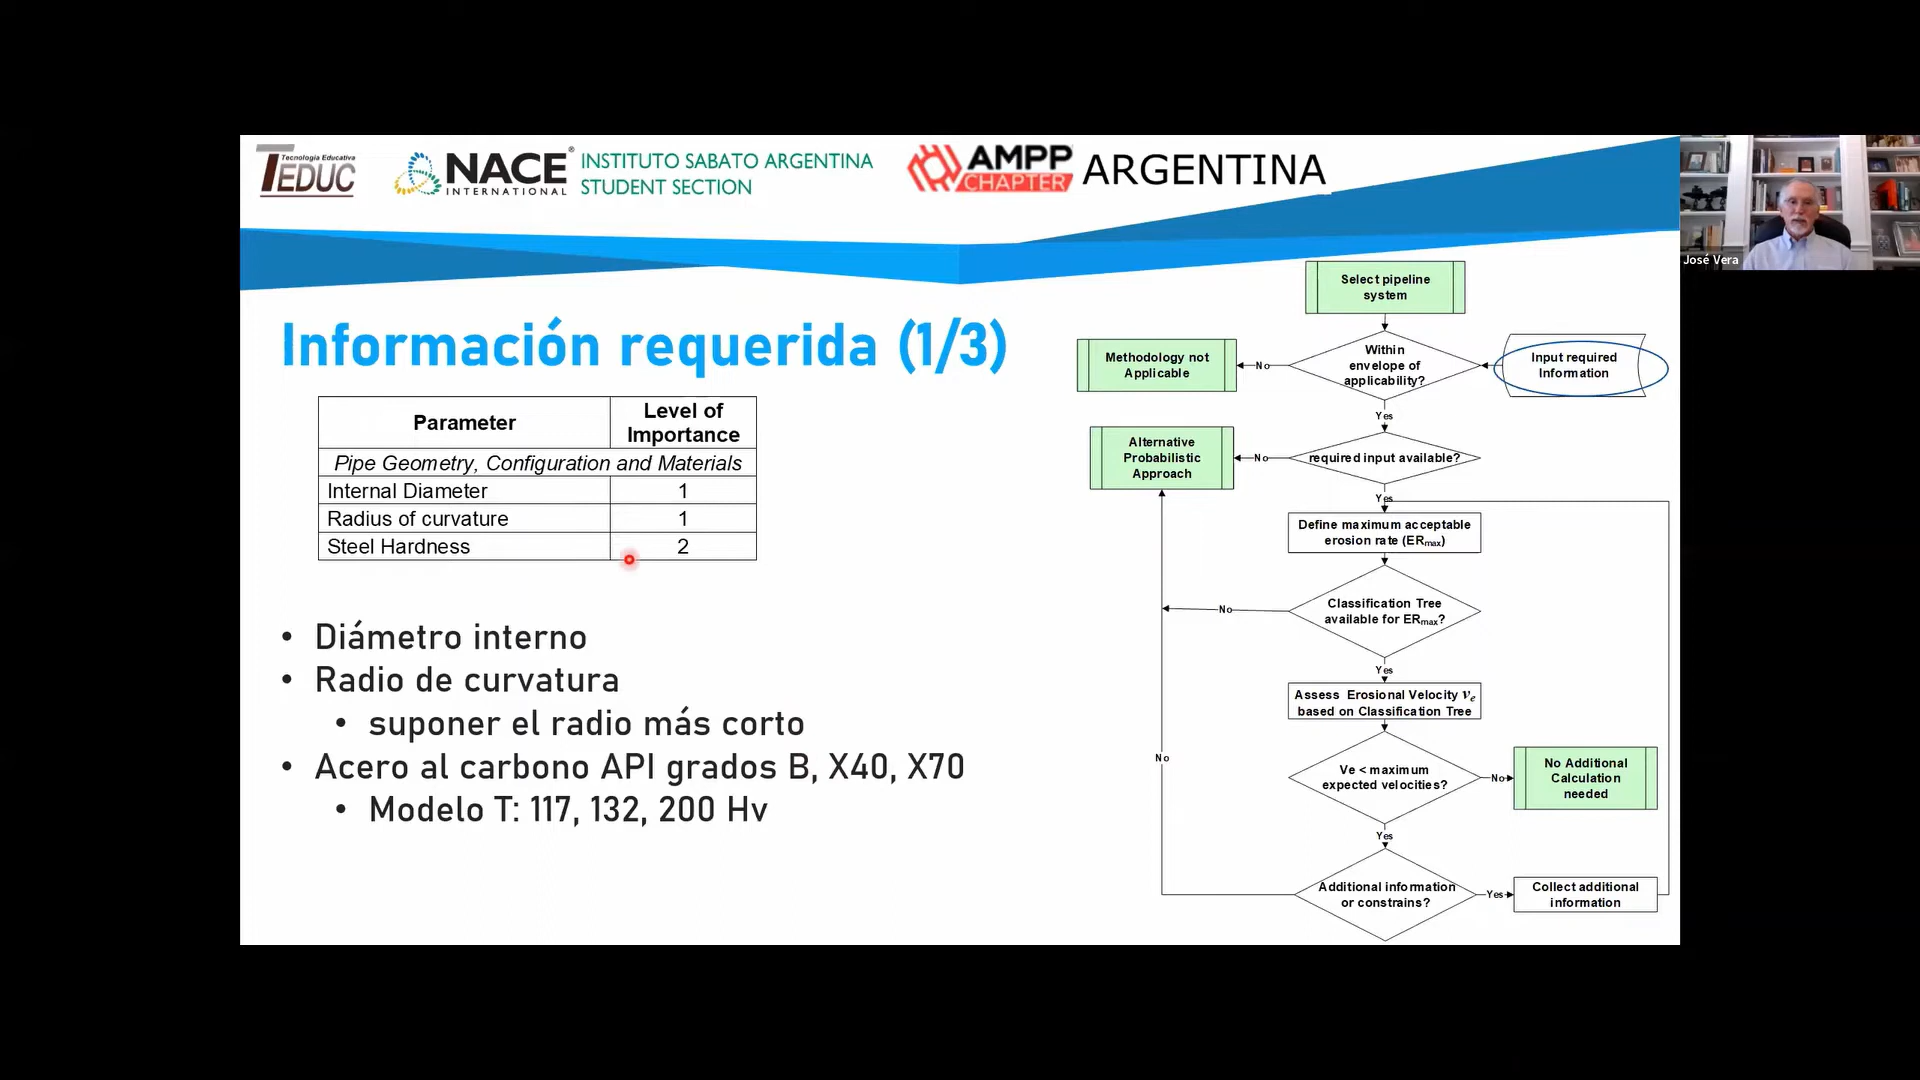 Tecnología Educativa
TEDUC
NACE®
INTERNATIONAL
INSTITUTO SABATO ARGENTINA
STUDENT SECTION
AMPP
CHAPTER
ARGENTINA
José Vera
Información requerida (1/3)
Parameter
Level of
Importance
Pipe Geometry, Configuration and Materials
Internal Diameter
1
Radius of curvature
1
Steel Hardness
2
• Diámetro interno
• Radio de curvatura
• suponer el radio más corto
• Acero al carbono API grados B, X40, X70
• Modelo T: 117, 132, 200 Hv
Select pipeline
system
Methodology not
Applicable
No
Within
envelope of
applicability?
Input required
Information
Yes
Alternative
Probabilistic
Approach
No
required input available?
Yes
Define maximum acceptable
erosion rate (ERmax)
No
Classification Tree
available for ERmax?
Yes
Assess Erosional Velocity ve
based on Classification Tree
No
Ve < maximum
expected velocities?
No
No Additional
Calculation
needed
Yes
Additional information
or constrains?
Yes
Collect additional
information